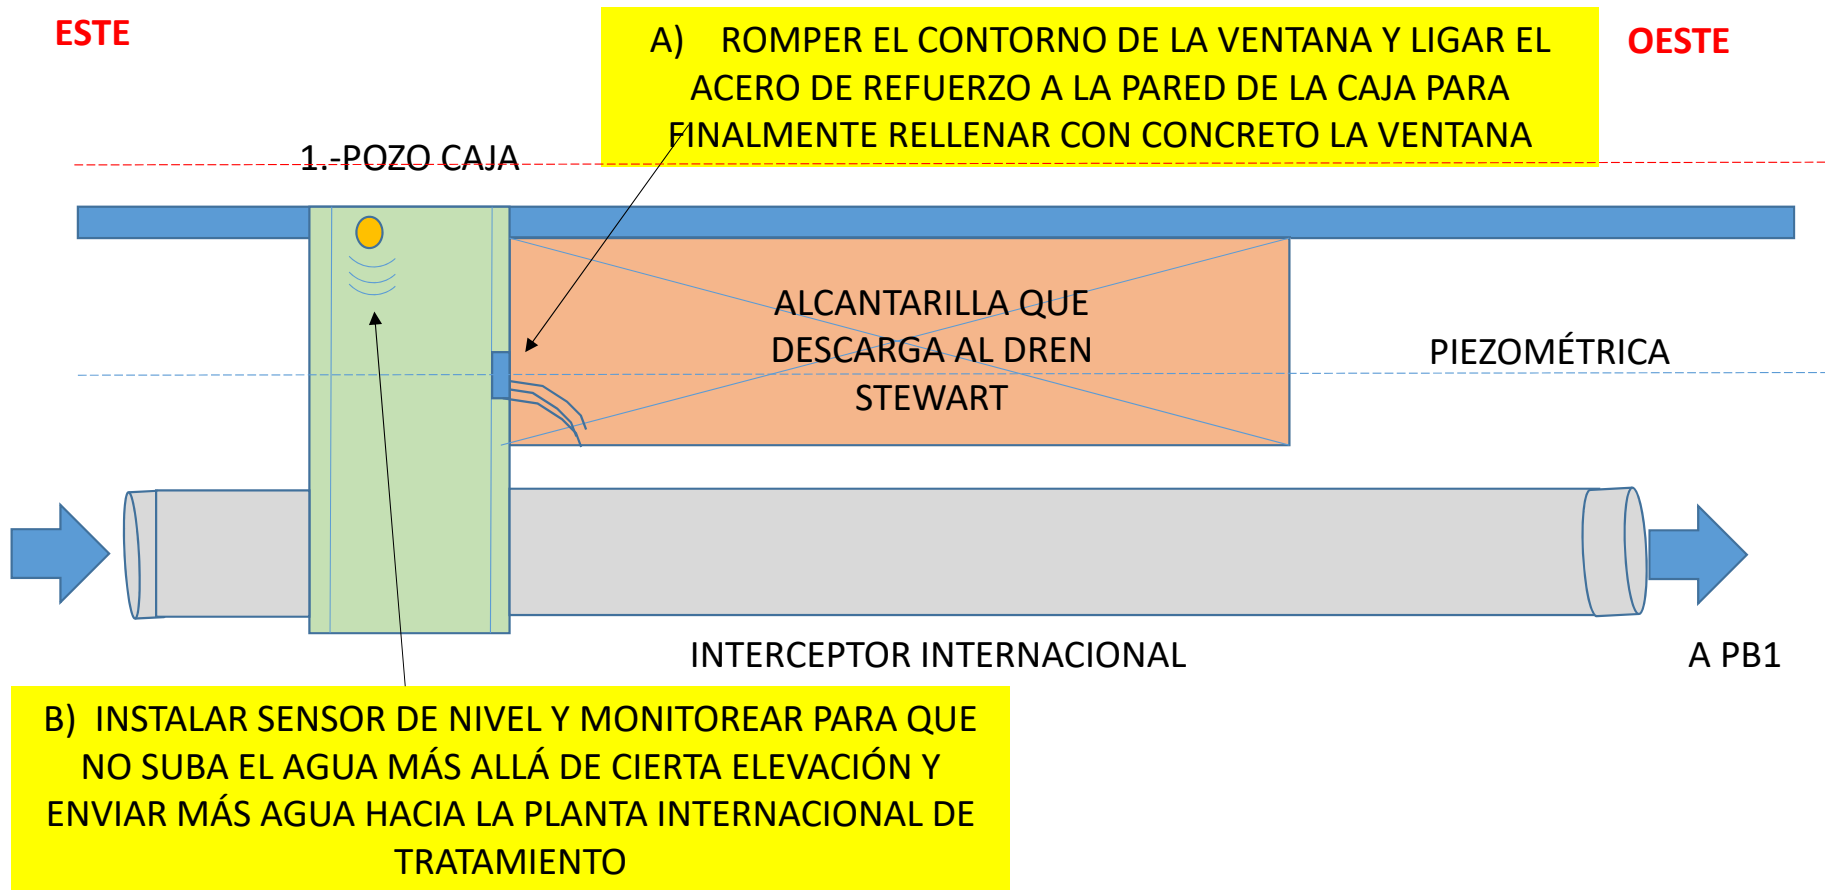 ESTE
A) ROMPER EL CONTORNO DE LA VENTANA Y LIGAR EL
ACERO DE REFUERZO A LA PARED DE LA CAJA PARA
FINALMENTE RELLENAR CON CONCRETO LA VENTANA
OESTE
1.-POZO CAJA
ALCANTARILLA QUE
DESCARGA AL DREN
STEWART
PIEZOMÉTRICA
INTERCEPTOR INTERNACIONAL
A PB1
B) INSTALAR SENSOR DE NIVEL Y MONITOREAR PARA QUE
NO SUBA EL AGUA MÁS ALLÁ DE CIERTA ELEVACIÓN Y
ENVIAR MÁS AGUA HACIA LA PLANTA INTERNACIONAL DE
TRATAMIENTO